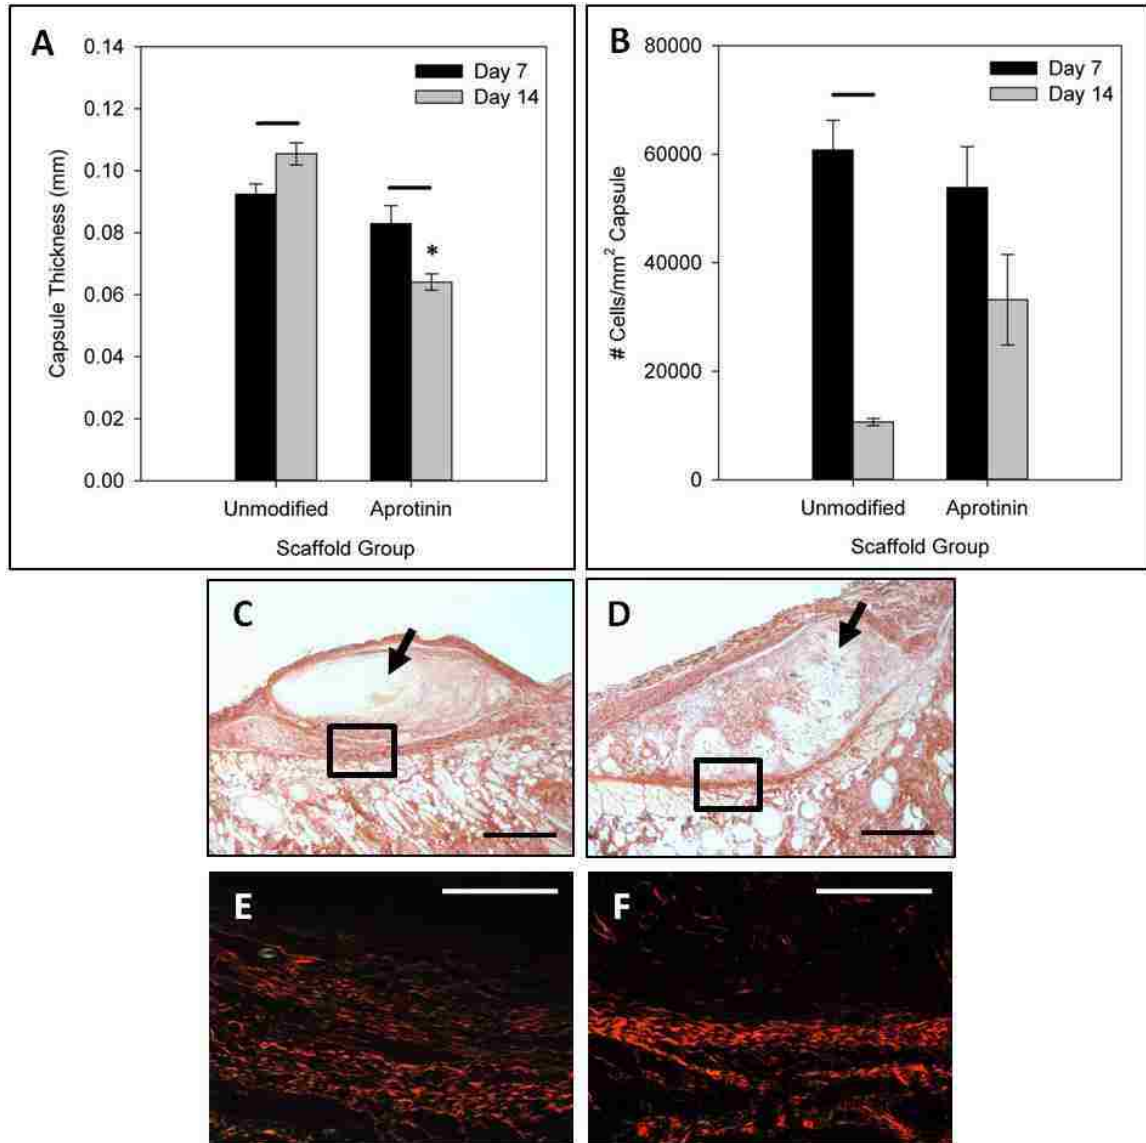 A
Day 7
Day 14
0.14
0.12
0.10
0.08
0.06
0.04
0.02
0.00
Capsule Thickness (mm)
*
Unmodified Aprotinin
Scaffold Group
B
Day 7
Day 14
80000
60000
40000
20000
0
# Cells/mm² Capsule
Unmodified Aprotinin
Scaffold Group
C
D
E
F